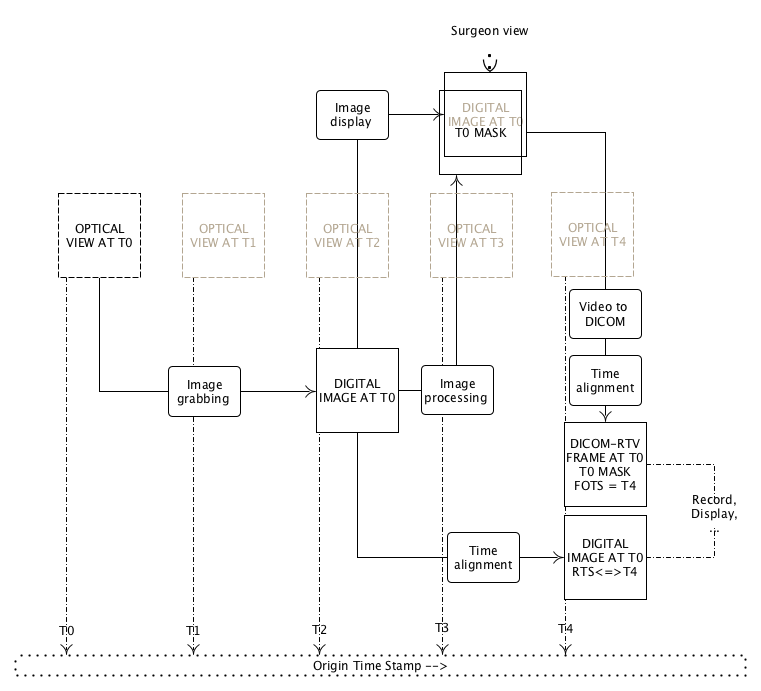 Surgeon view
Image
display
DIGITAL
IMAGE AT T0
T0 MASK
OPTICAL
VIEW AT T0
OPTICAL
VIEW AT T1
OPTICAL
VIEW AT T2
OPTICAL
VIEW AT T3
OPTICAL
VIEW AT T4
Video to
DICOM
Image
grabbing
DIGITAL
IMAGE AT T0
Image
processing
Time
alignment
DICOM-RTV
FRAME AT T0
T0 MASK
FOTS = T4
Record,
Display,
...
Time
alignment
DIGITAL
IMAGE AT T0
RTS<=>T4
T0
T1
T2
T3
T4
Origin Time Stamp -->